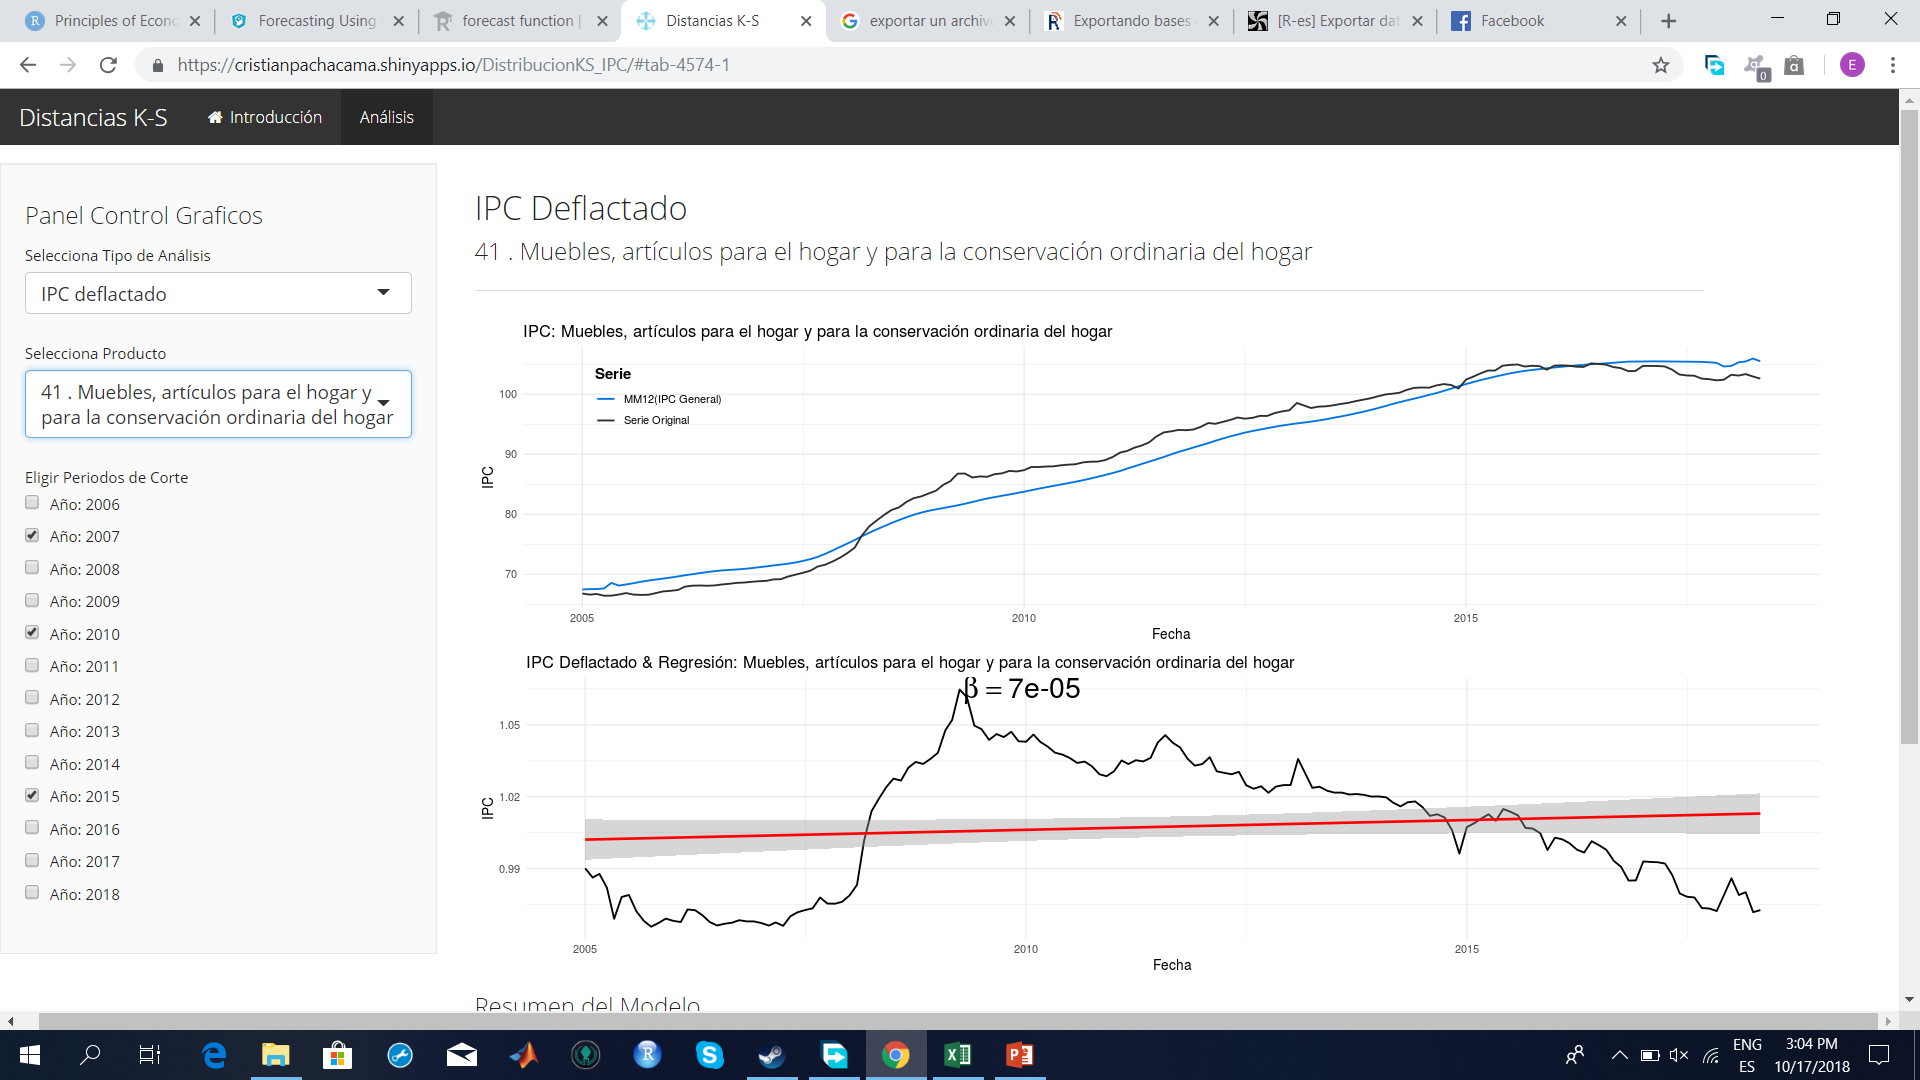 Principles of Econo
Forecasting Using
forecast function |
Distancias K-S
exportar un archivo
Exportando bases
[R-es] Exportar dat
Facebook
https://cristianpachacama.shinyapps.io/DistribucionKS_IPC/#tab-4574-1
0
E
Distancias K-S
Introducción
Análisis
Panel Control Graficos
Selecciona Tipo de Análisis
IPC deflactado
Selecciona Producto
41 . Muebles, artículos para el hogar y
para la conservación ordinaria del hogar
Eligir Periodos de Corte
Año: 2006
Año: 2007
Año: 2008
Año: 2009
Año: 2010
Año: 2011
Año: 2012
Año: 2013
Año: 2014
Año: 2015
Año: 2016
Año: 2017
Año: 2018
IPC Deflactado
41 . Muebles, artículos para el hogar y para la conservación ordinaria del hogar
IPC: Muebles, artículos para el hogar y para la conservación ordinaria del hogar
Serie
MM12(IPC General)
Serie Original
100
90
80
70
IPC
2005
2010
2015
Fecha
IPC Deflactado & Regresión: Muebles, artículos para el hogar y para la conservación ordinaria del hogar
β = 7e-05
1.05
1.02
0.99
IPC
2005
2010
2015
Fecha
Resumen del Modelo
ENG
ES
3:04 PM
10/17/2018